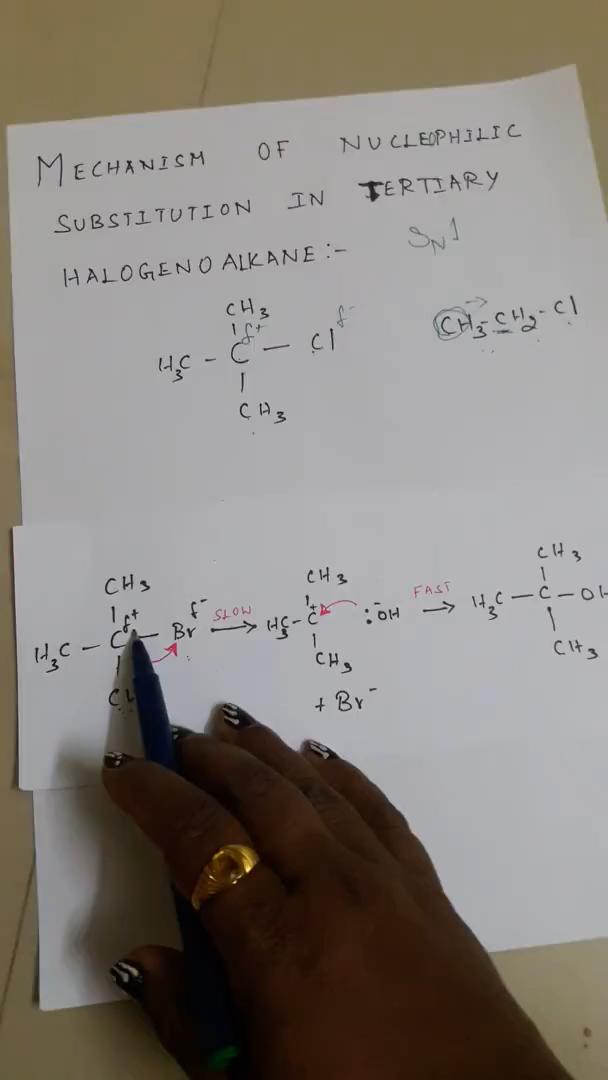 MECHANISM OF NUCLEOPHILIC
SUBSTITUTION IN TERTIARY
HALOGENOALKANE :-
SN1
CH3
δ+ δ-
H3C - C - Cl
CH3
CH3-CH2-Cl
CH3
δ+ δ-
H3C - C - Br
SLOW
CH3
+
H3C-C
CH3
:ŌH
+ Br-
FAST
CH3
H3C - C - OH
CH3